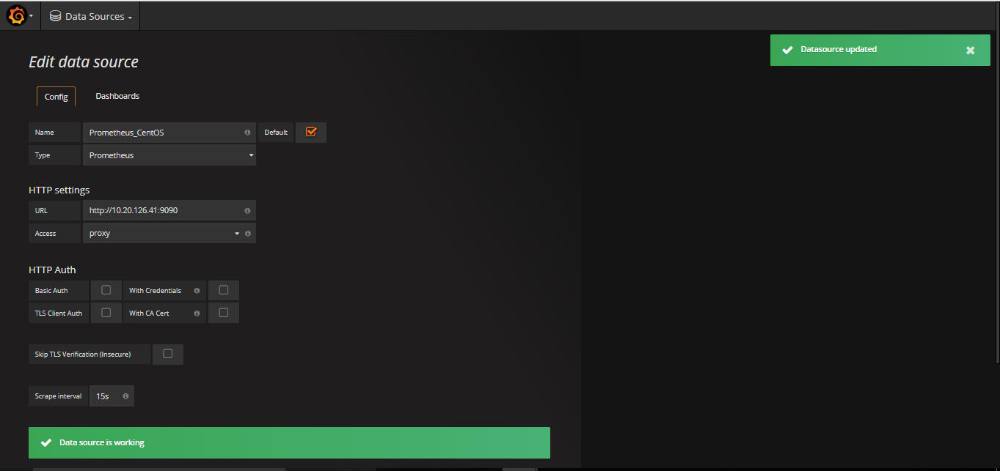 Data Sources
Datasource updated
Edit data source
Config Dashboards
Name Prometheus_CentOS Default
Type Prometheus
HTTP settings
URL http://10.20.126.41:9090
Access proxy
HTTP Auth
Basic Auth With Credentials
TLS Client Auth With CA Cert
Skip TLS Verification (Insecure)
Scrape interval 15s
Data source is working